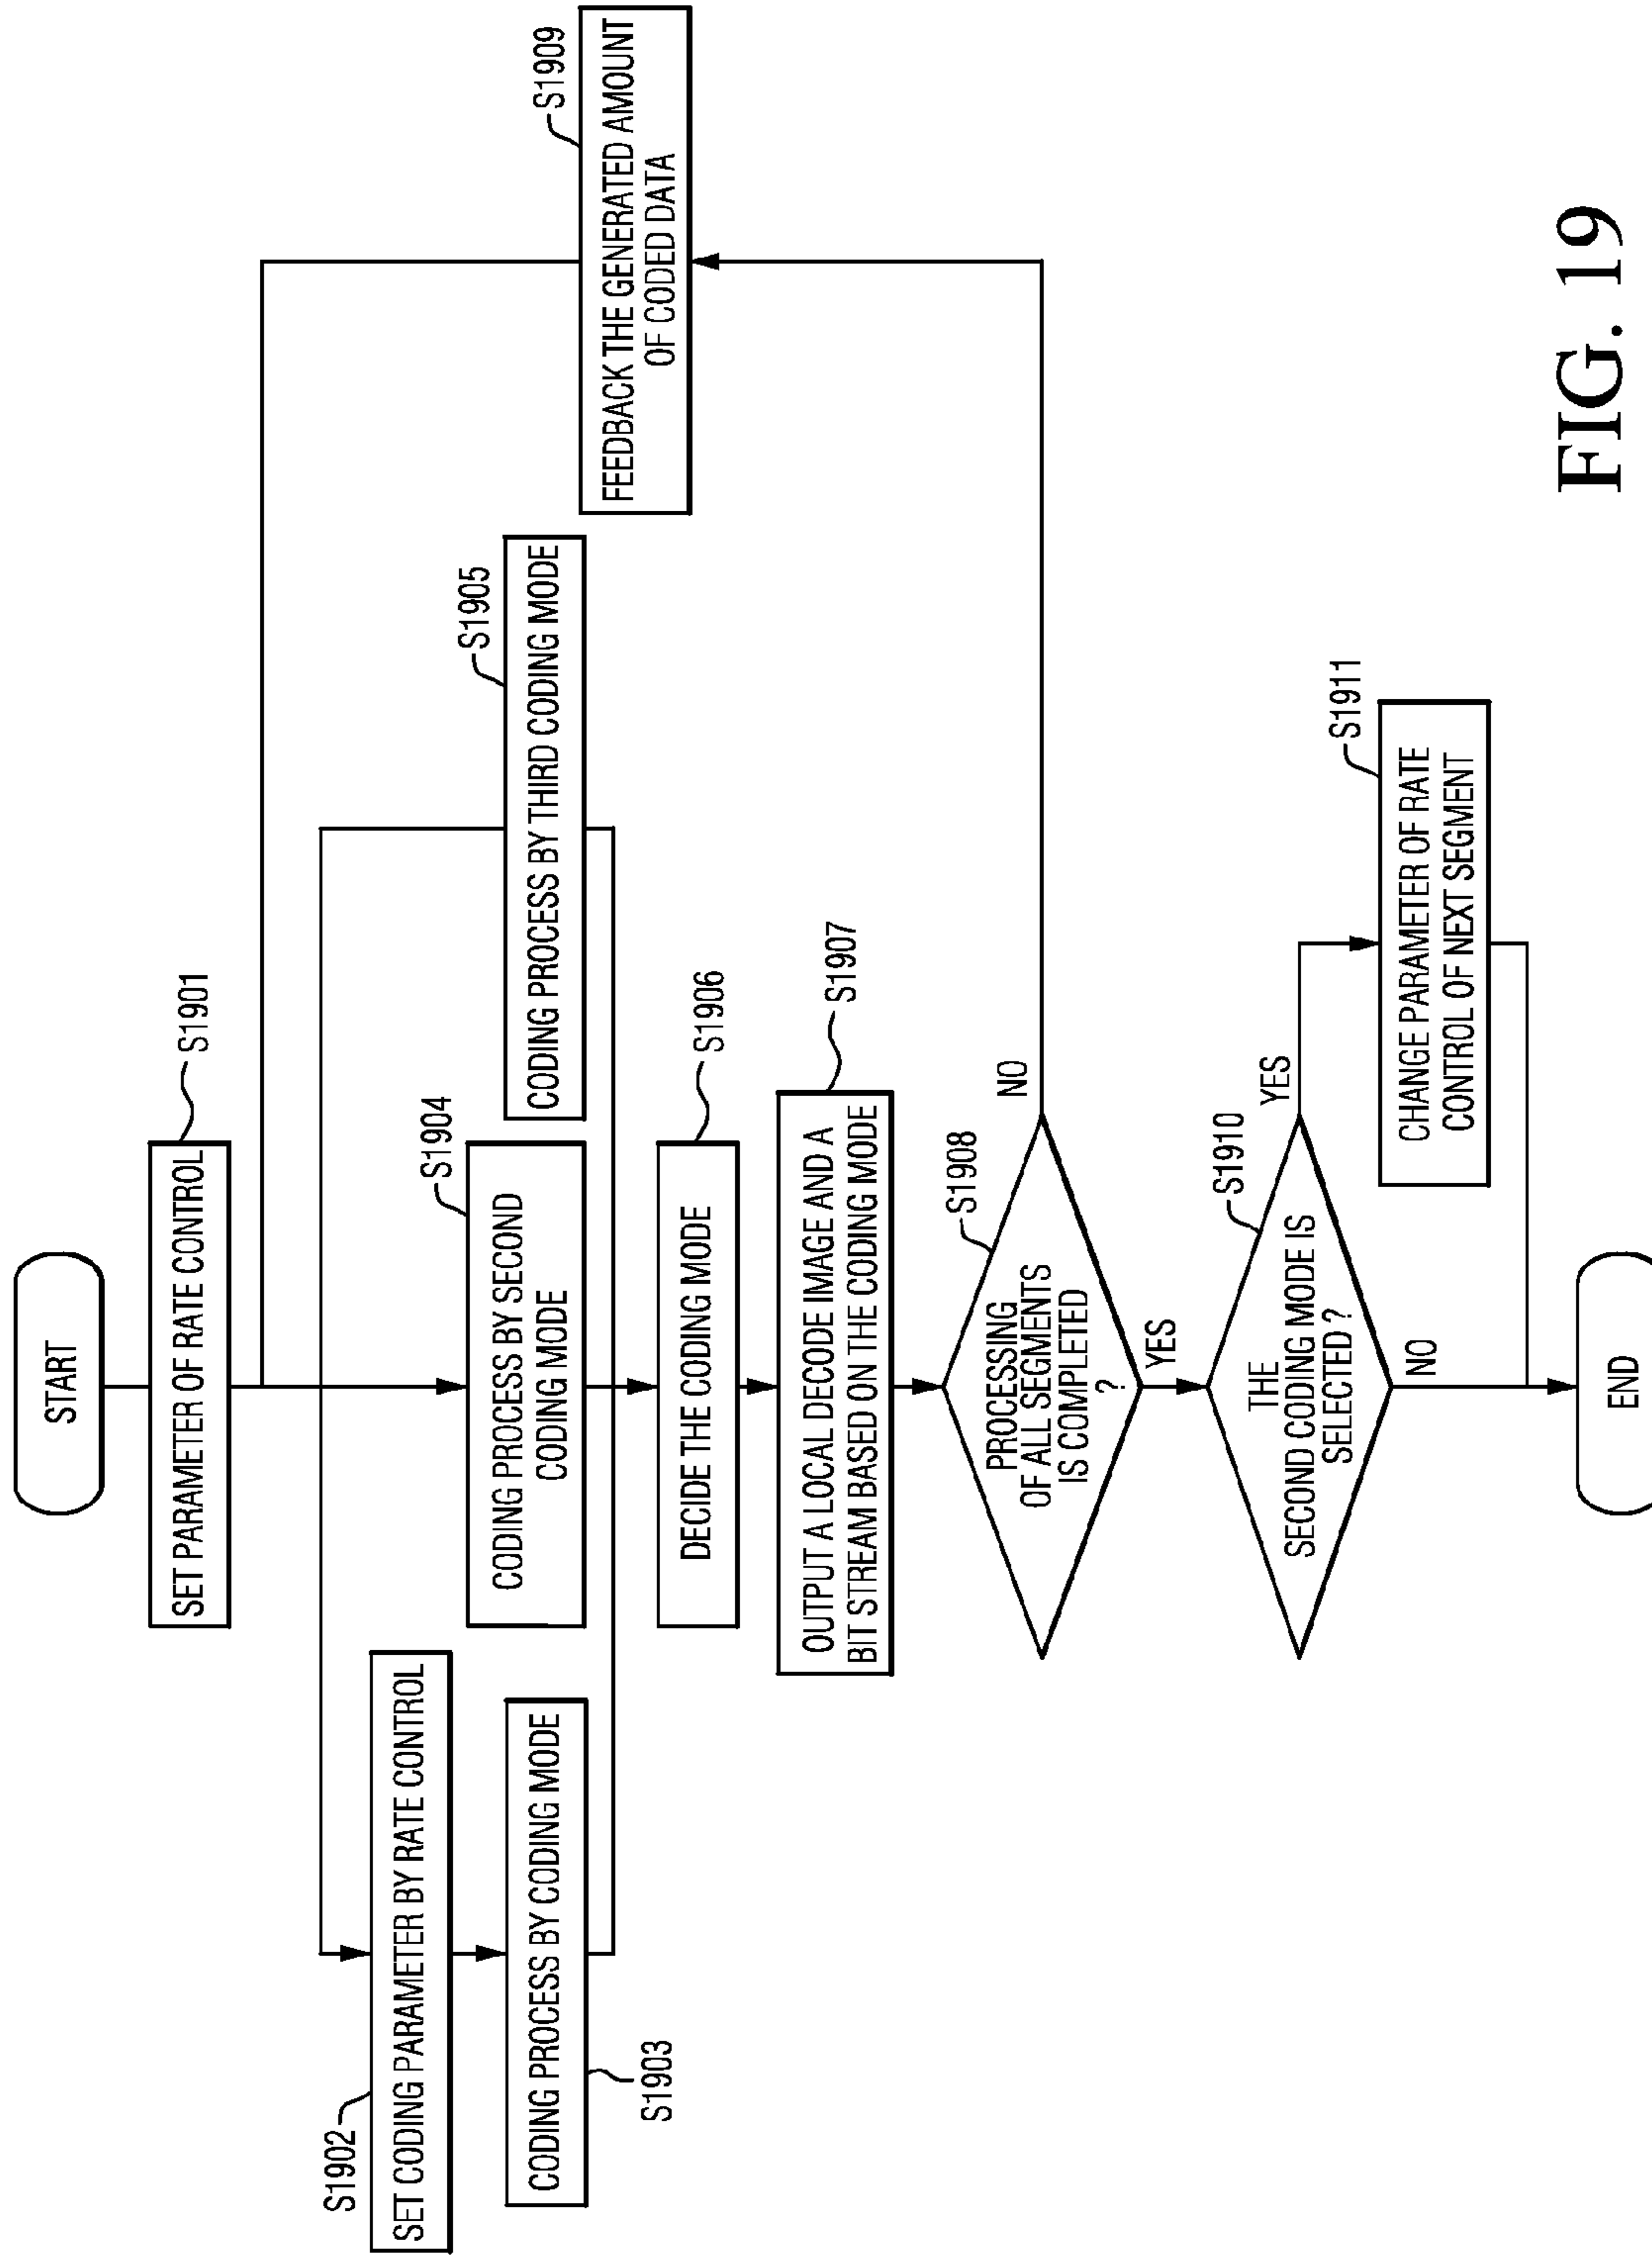 START
SET PARAMETER OF RATE CONTROL
S1901
S1902
SET CODING PARAMETER BY RATE CONTROL
CODING PROCESS BY CODING MODE
S1903
S1904
CODING PROCESS BY SECOND
CODING MODE
S1905
CODING PROCESS BY THIRD CODING MODE
DECIDE THE CODING MODE
S1906
OUTPUT A LOCAL DECODE IMAGE AND A
BIT STREAM BASED ON THE CODING MODE
S1907
S1908
PROCESSING
OF ALL SEGMENTS
IS COMPLETED
?
NO
YES
S1909
FEEDBACK THE GENERATED AMOUNT
OF CODED DATA
S1910
THE
SECOND CODING MODE IS
SELECTED ?
YES
NO
S1911
CHANGE PARAMETER OF RATE
CONTROL OF NEXT SEGMENT
END
FIG. 19